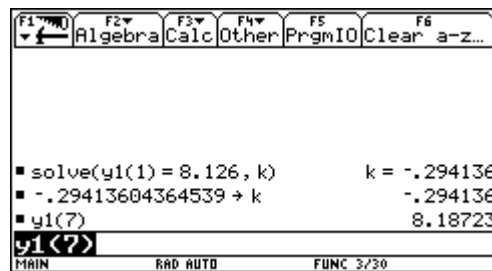 F1 F2 F3 F4 F5 F6
Algebra Calc Other PrgmIO Clear a-z…
solve(y1(1) = 8.126, k) k = -.294136
-.29413604364539 → k -.294136
y1(7) 8.18723
y1(7)
MAIN RAD AUTO FUNC 3/30